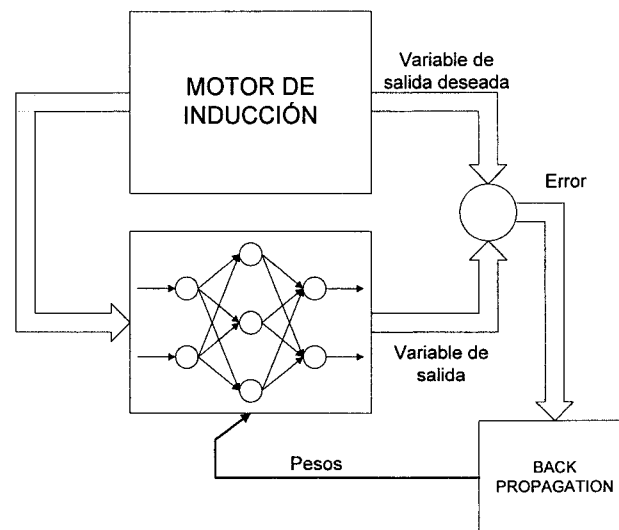 MOTOR DE
INDUCCIÓN
Variable de
salida deseada
Error
Variable de
salida
Pesos
BACK
PROPAGATION